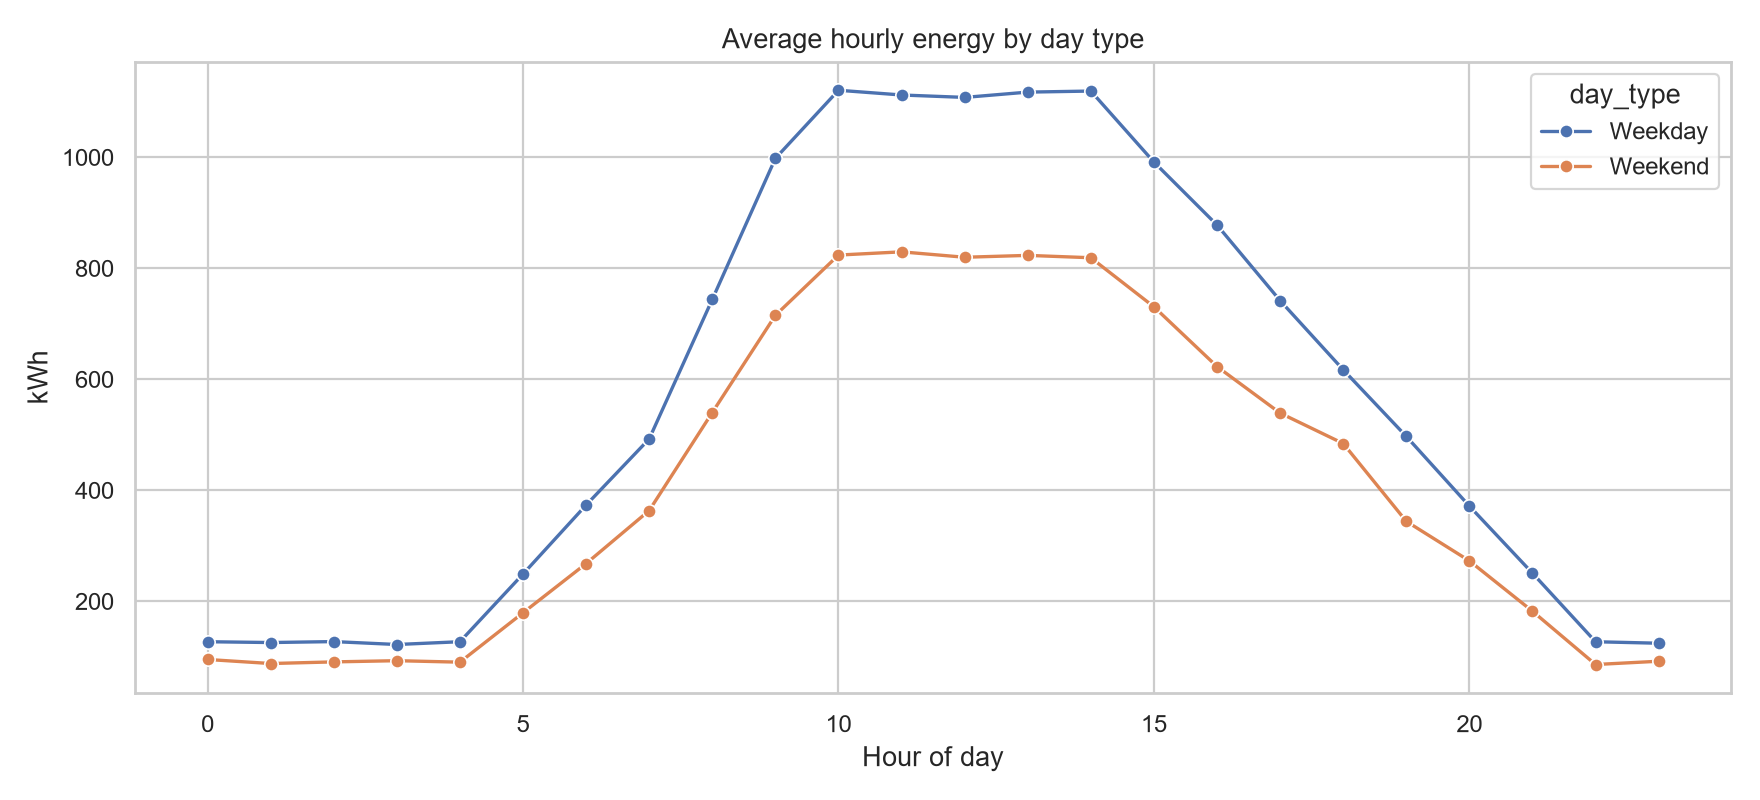 Average hourly energy by day type
day_type
Weekday
Weekend
kWh
1000
800
600
400
200
0 5 10 15 20
Hour of day